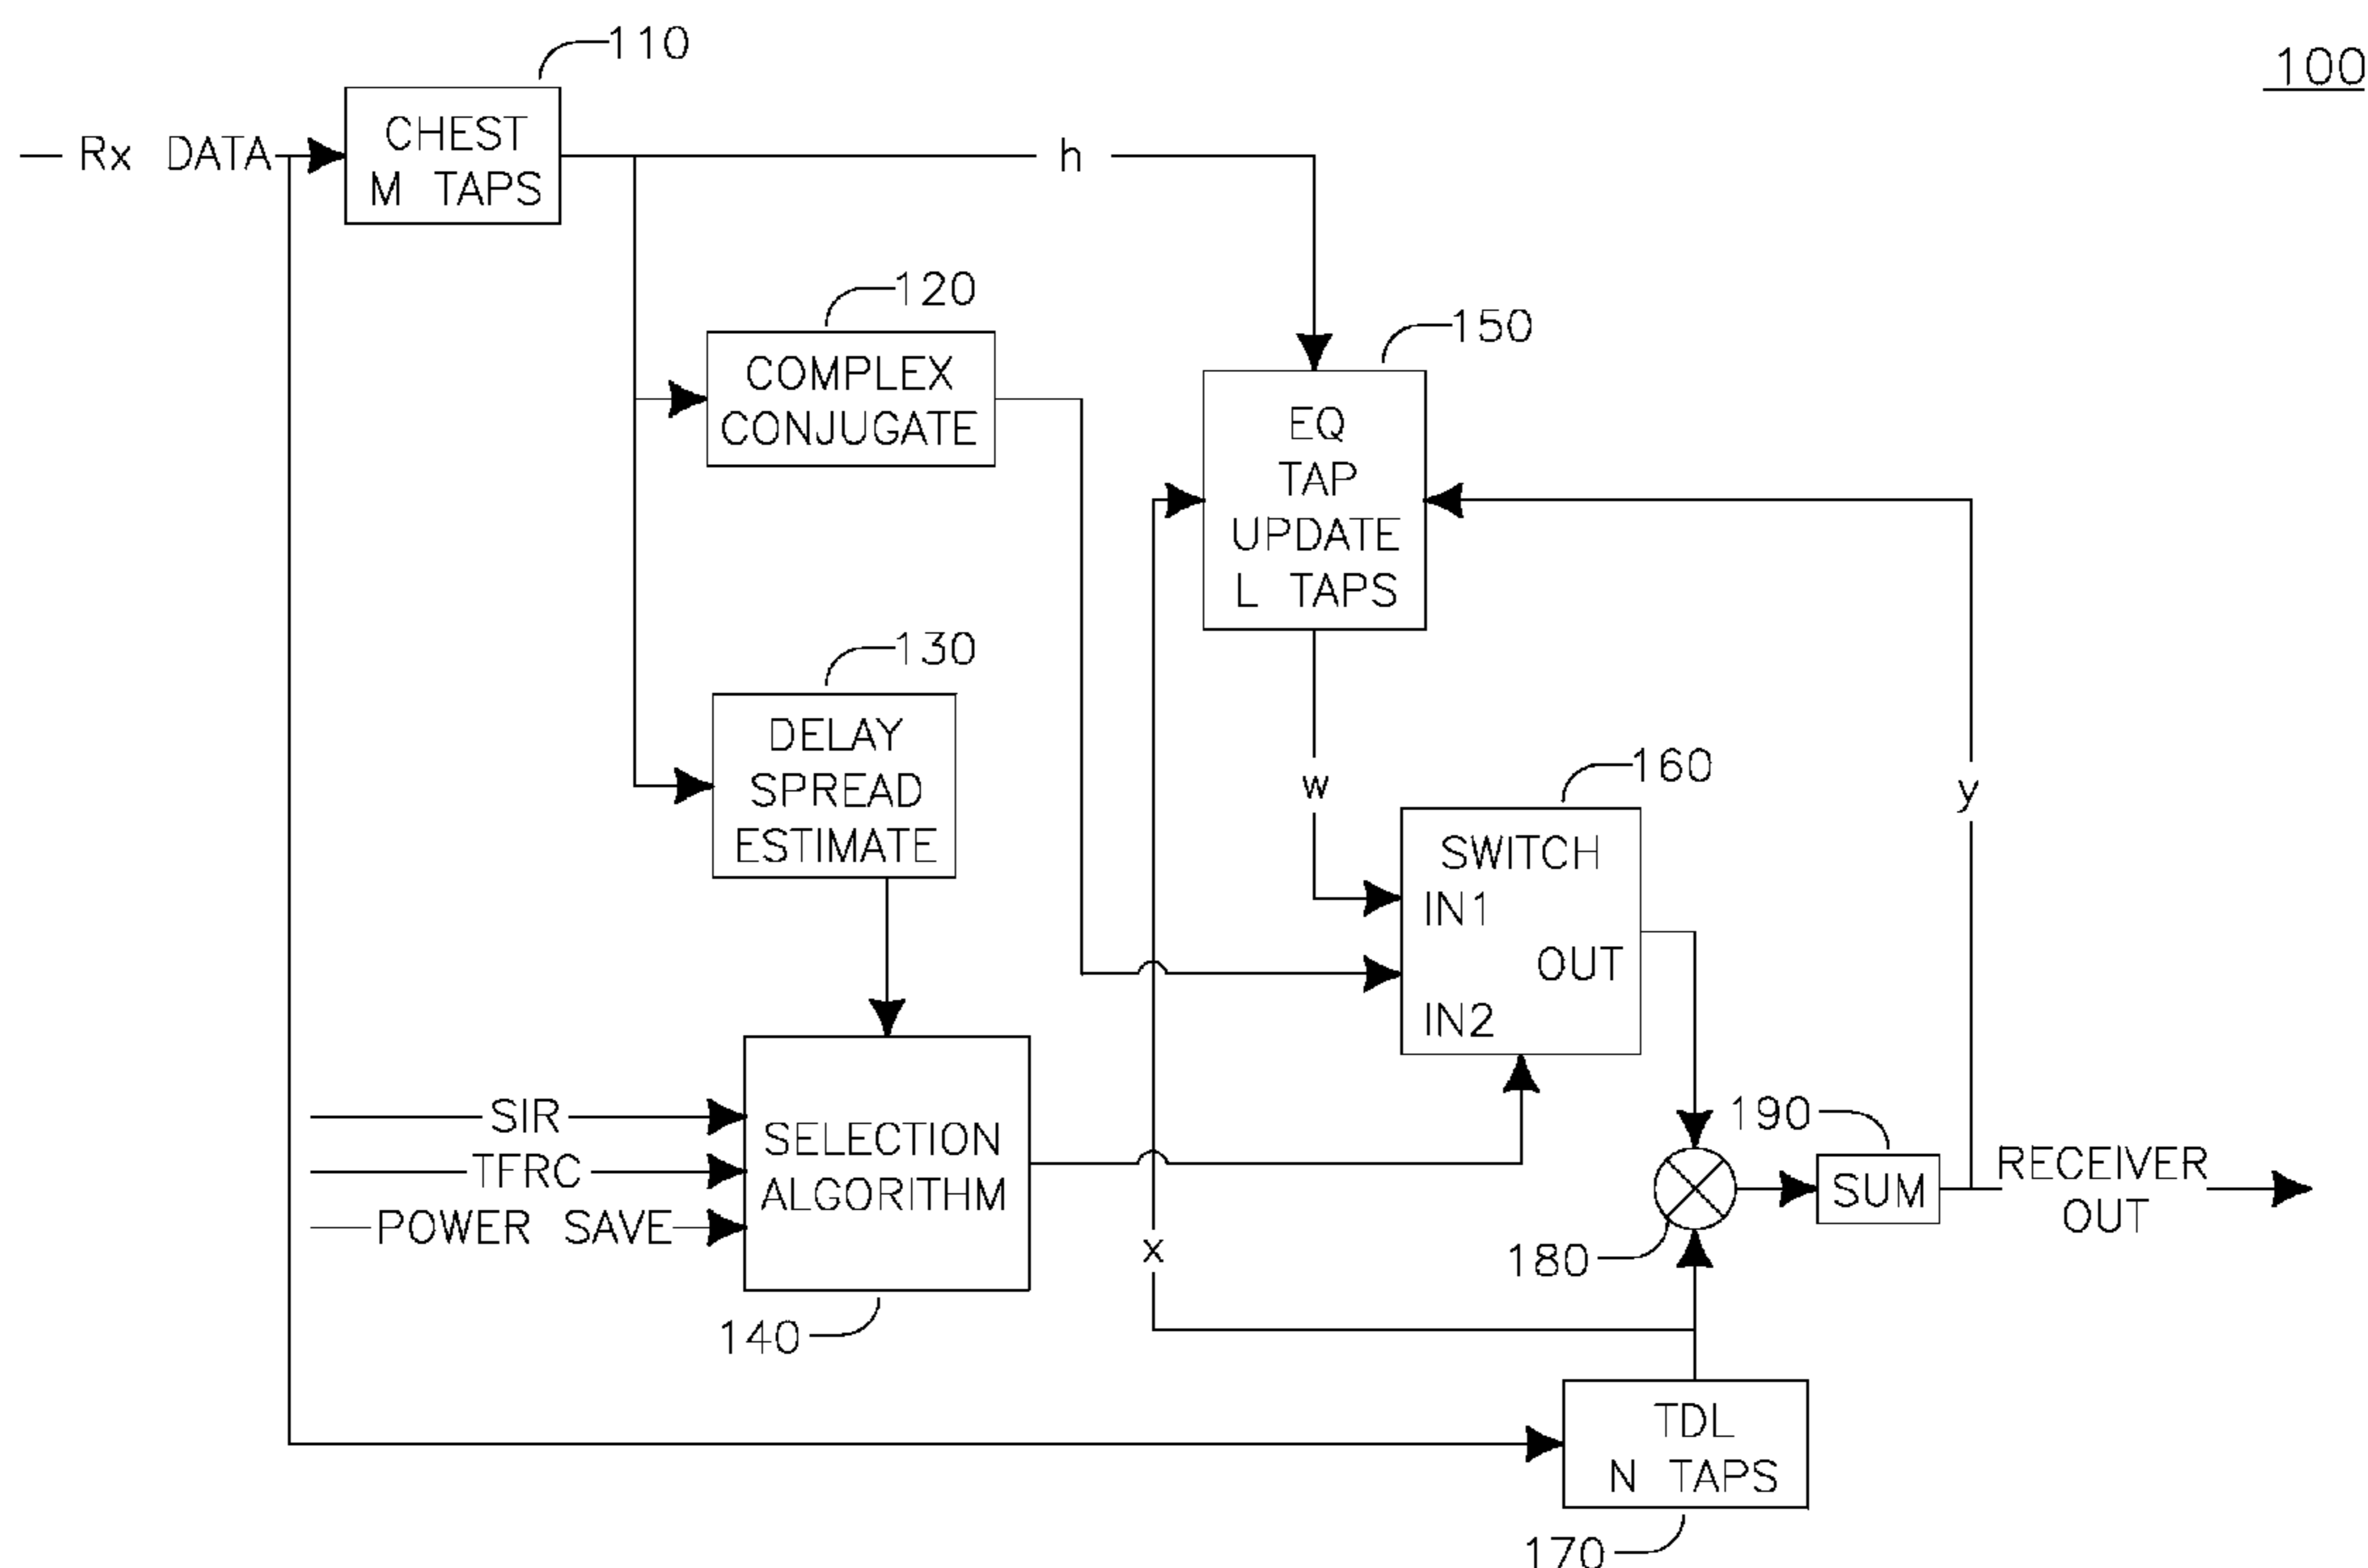 110
100
Rx DATA
CHEST
M TAPS
h
120
COMPLEX
CONJUGATE
150
EQ
TAP
UPDATE
L TAPS
130
DELAY
SPREAD
ESTIMATE
w
160
SWITCH
IN1
OUT
IN2
y
SIR
TFRC
POWER SAVE
SELECTION
ALGORITHM
140
x
190
SUM
RECEIVER
OUT
180
TDL
N TAPS
170